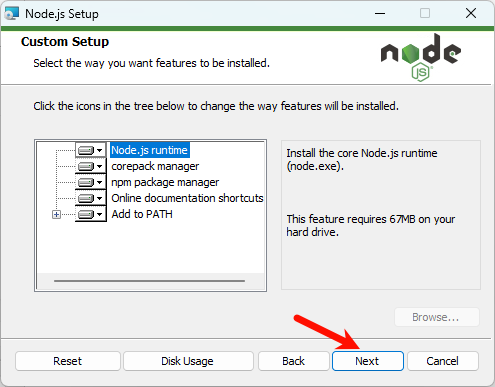 Node.js Setup
Custom Setup
Select the way you want features to be installed.
node
JS
Click the icons in the tree below to change the way features will be installed.
Node.js runtime
corepack manager
npm package manager
Online documentation shortcuts
Add to PATH
Install the core Node.js runtime
(node.exe).
This feature requires 67MB on your
hard drive.
Browse...
Reset
Disk Usage
Back
Next
Cancel